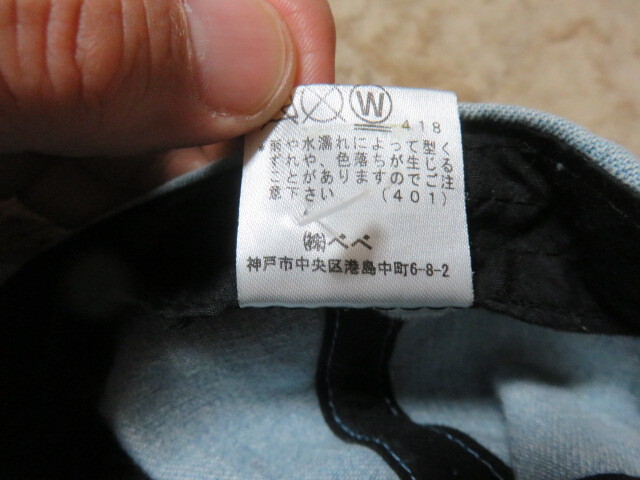 W
418
や水濡れによって型く
ずれや、色落ちが生じる
ことがありますのでご注
意下さい (401)
㈱べべ
神戸市中央区港島中町6-8-2